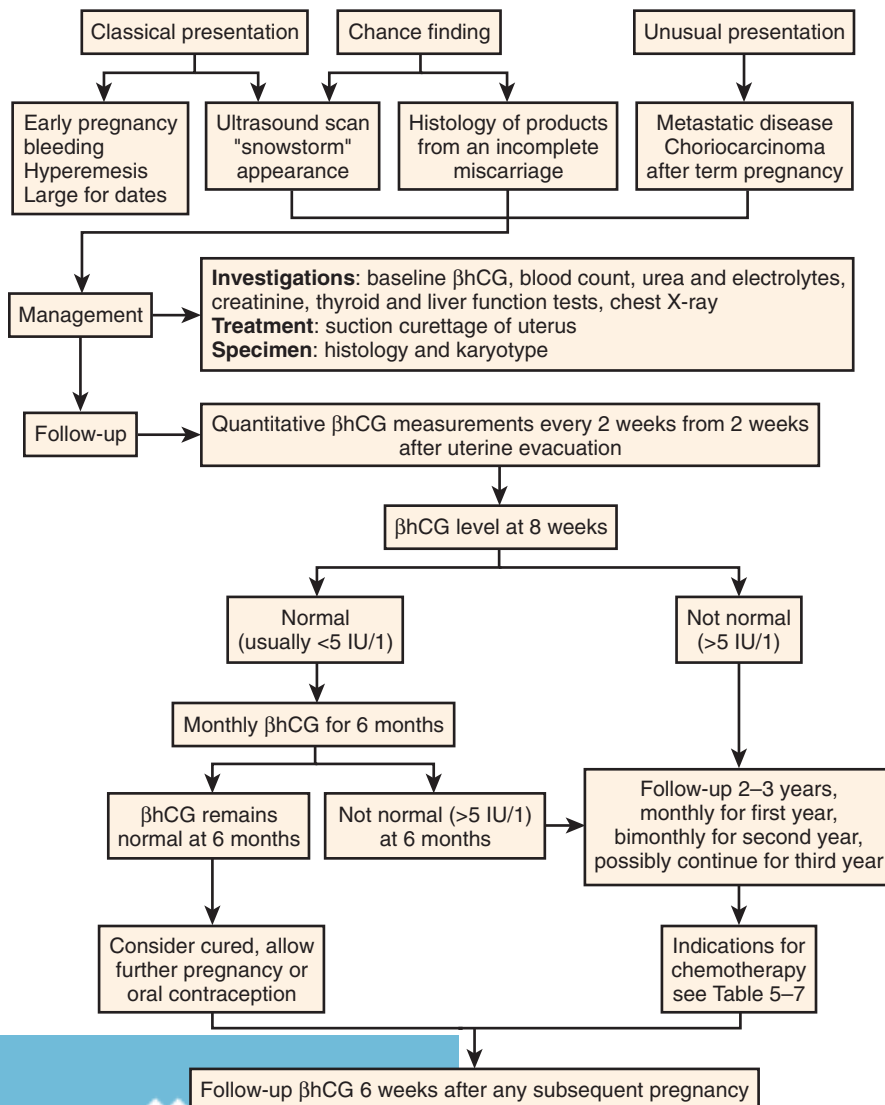 Classical presentation
Chance finding
Unusual presentation
Early pregnancy
bleeding
Hyperemesis
Large for dates
Ultrasound scan
"snowstorm"
appearance
Histology of products
from an incomplete
miscarriage
Metastatic disease
Choriocarcinoma
after term pregnancy
Management
Investigations: baseline βhCG, blood count, urea and electrolytes,
creatinine, thyroid and liver function tests, chest X-ray
Treatment: suction curettage of uterus
Specimen: histology and karyotype
Follow-up
Quantitative βhCG measurements every 2 weeks from 2 weeks
after uterine evacuation
βhCG level at 8 weeks
Normal
(usually <5 IU/1)
Not normal
(>5 IU/1)
Monthly βhCG for 6 months
βhCG remains
normal at 6 months
Not normal (>5 IU/1)
at 6 months
Follow-up 2–3 years,
monthly for first year,
bimonthly for second year,
possibly continue for third year
Consider cured, allow
further pregnancy or
oral contraception
Indications for
chemotherapy
see Table 5–7
Follow-up βhCG 6 weeks after any subsequent pregnancy